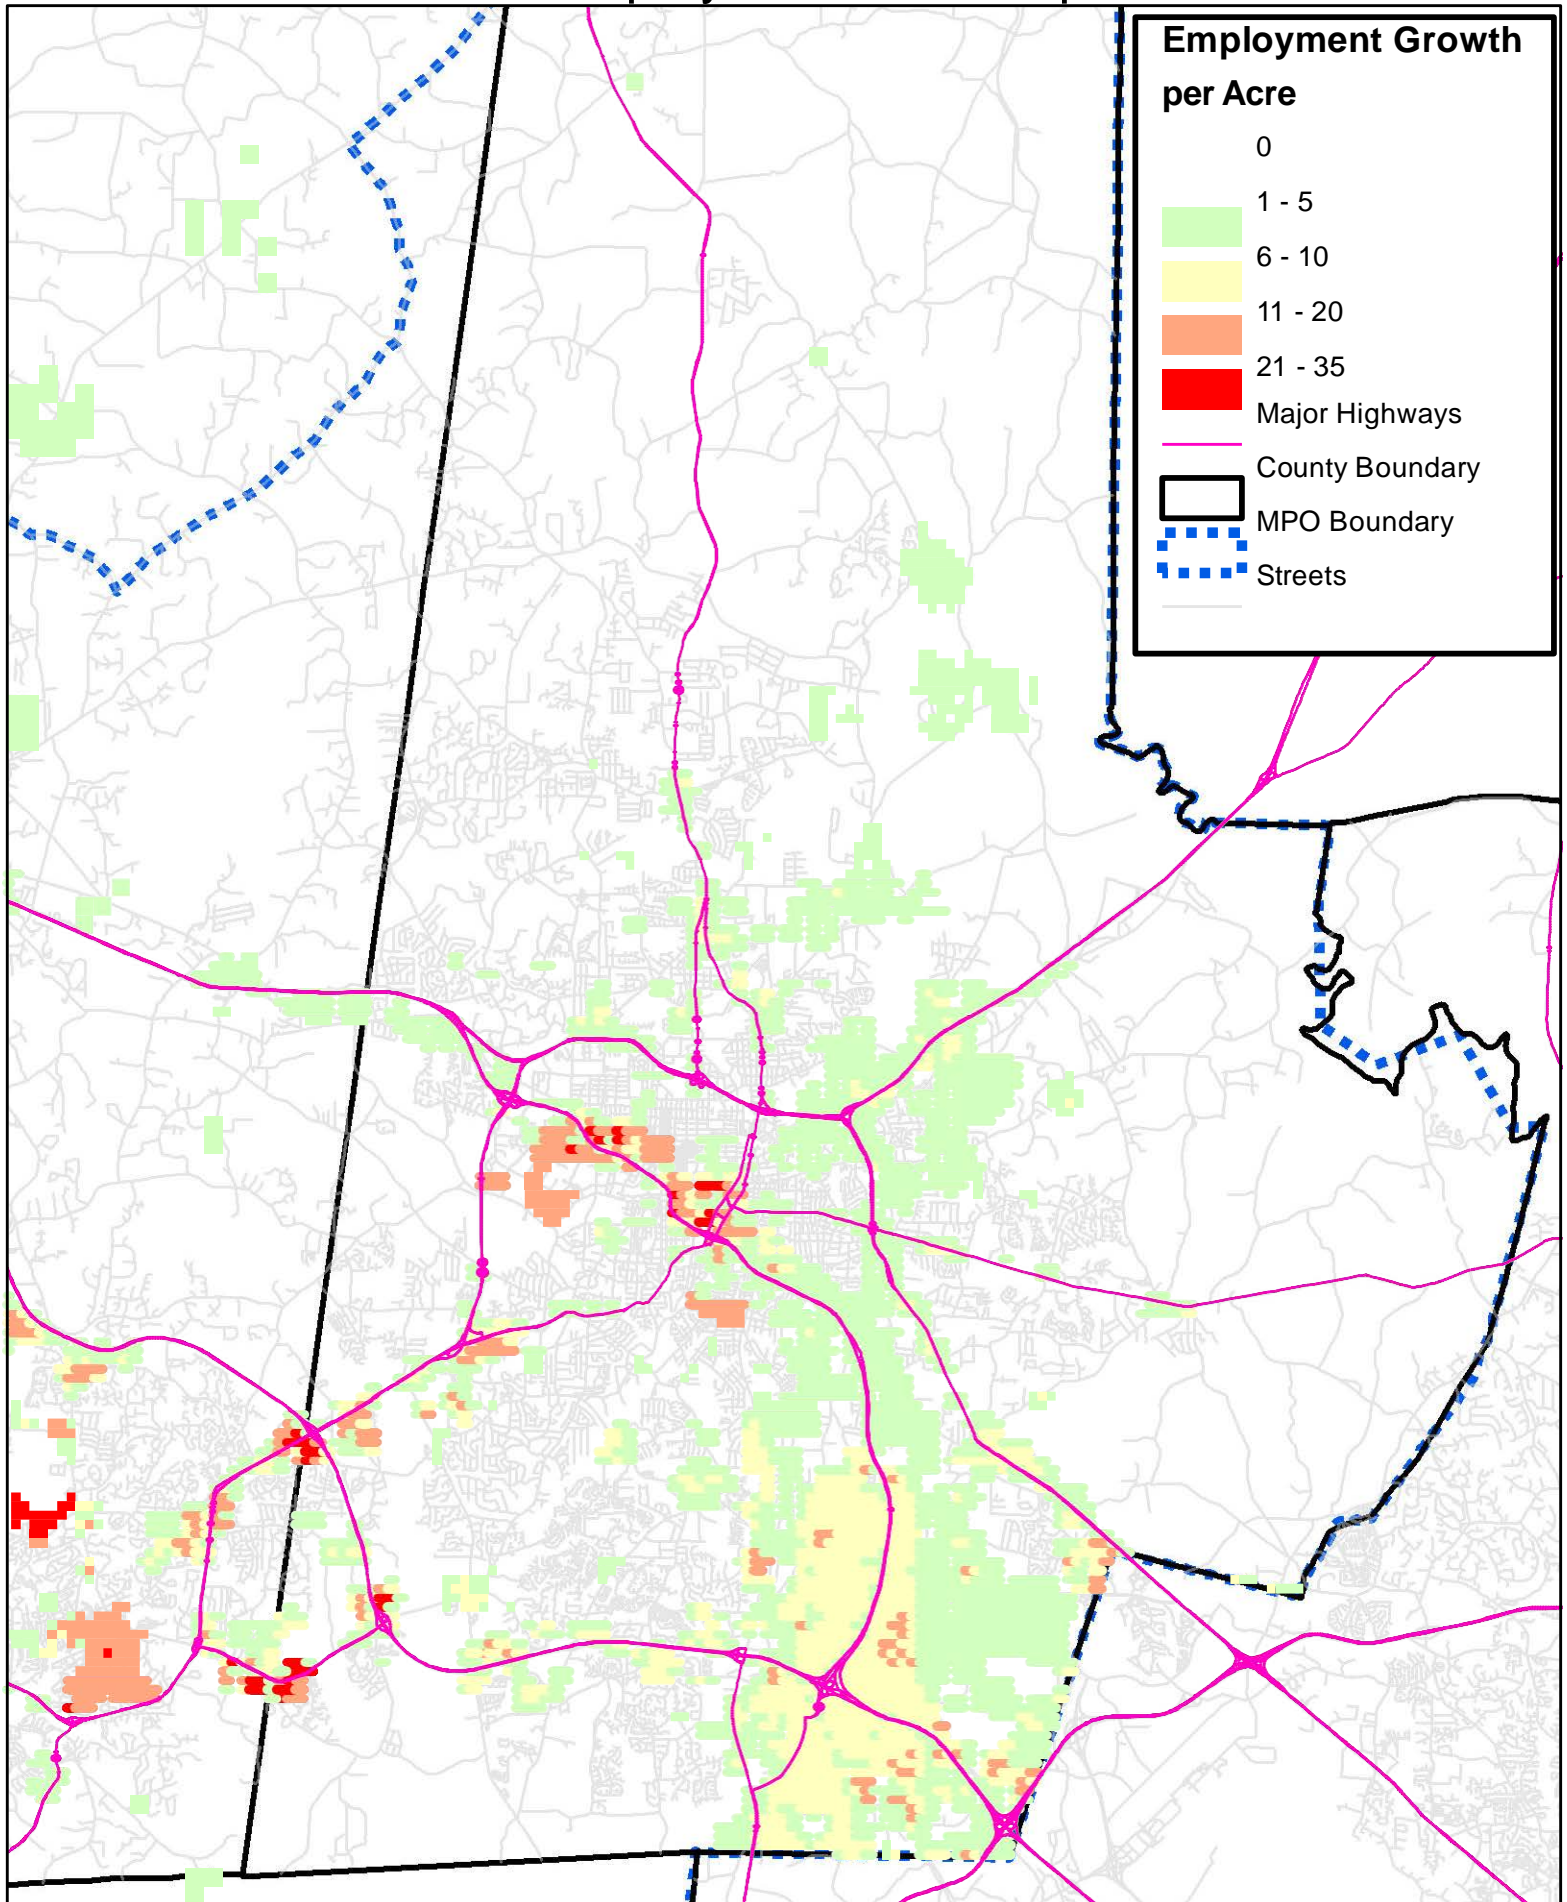 Employment Growth
per Acre
0
1 - 5
6 - 10
11 - 20
21 - 35
Major Highways
County Boundary
MPO Boundary
Streets